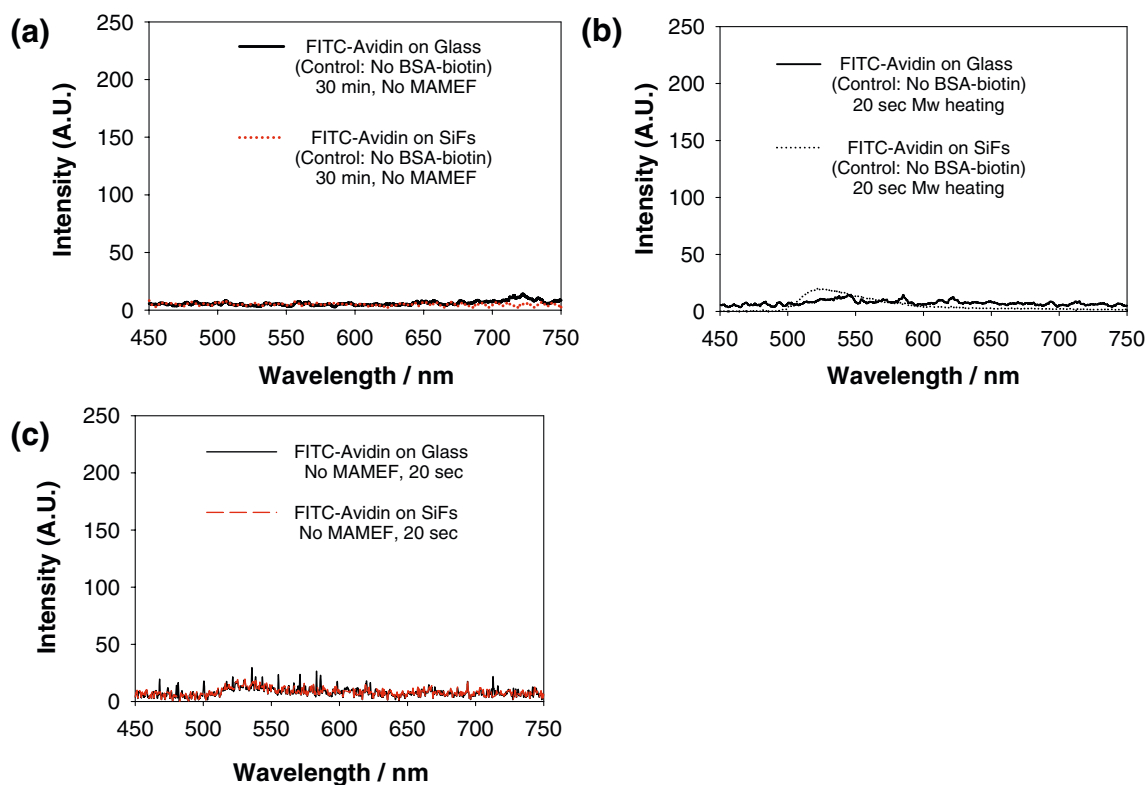 (a)
250
200
150
100
50
0
Intensity (A.U.)
FITC-Avidin on Glass
(Control: No BSA-biotin)
30 min, No MAMEF
FITC-Avidin on SiFs
(Control: No BSA-biotin)
30 min, No MAMEF
450 500 550 600 650 700 750
Wavelength / nm
(b)
250
200
150
100
50
0
Intensity (A.U.)
FITC-Avidin on Glass
(Control: No BSA-biotin)
20 sec Mw heating
FITC-Avidin on SiFs
(Control: No BSA-biotin)
20 sec Mw heating
450 500 550 600 650 700 750
Wavelength / nm
(c)
250
200
150
100
50
0
Intensity (A.U.)
FITC-Avidin on Glass
No MAMEF, 20 sec
FITC-Avidin on SiFs
No MAMEF, 20 sec
450 500 550 600 650 700 750
Wavelength / nm